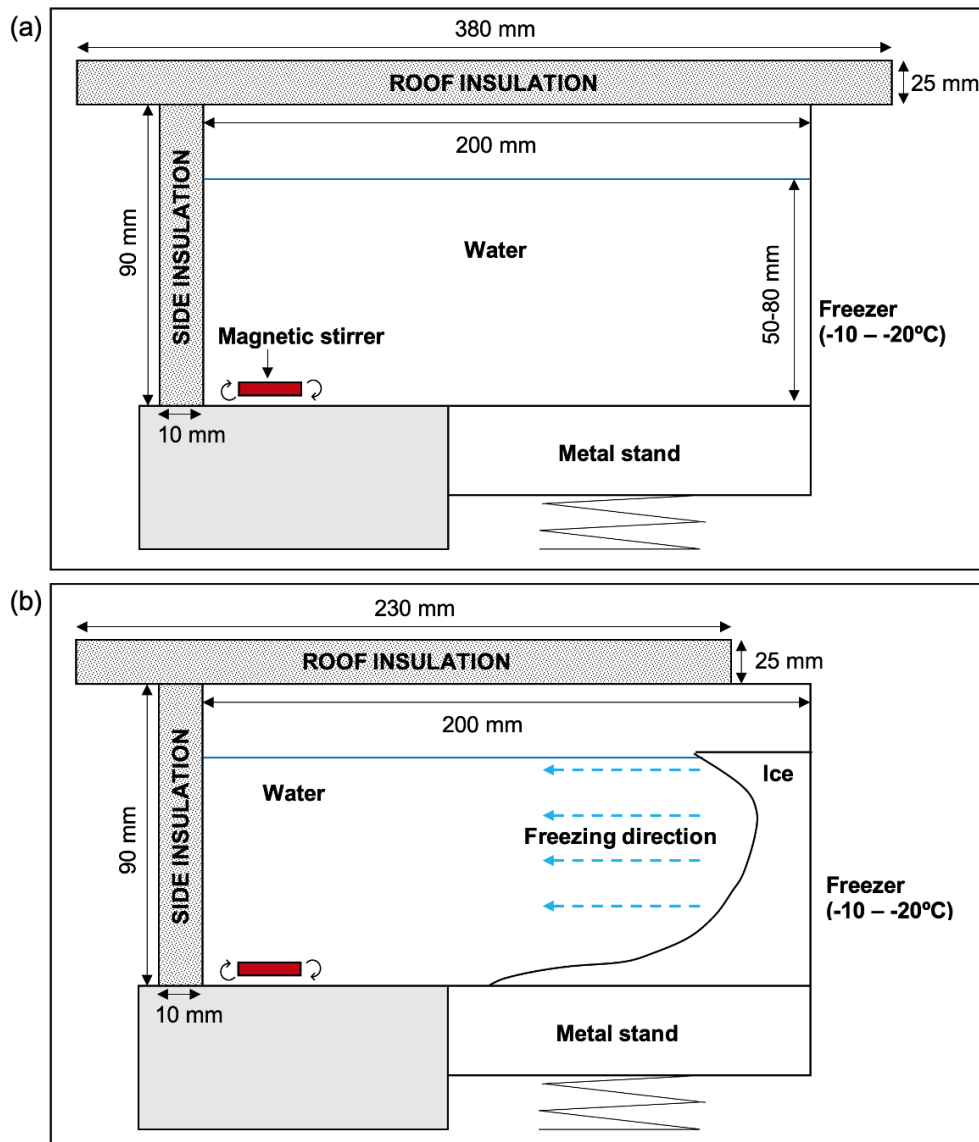 (a)
380 mm
ROOF INSULATION
25 mm
200 mm
90 mm
SIDE INSULATION
Water
50-80 mm
Freezer
(-10 – -20ºC)
Magnetic stirrer
10 mm
Metal stand
(b)
230 mm
ROOF INSULATION
25 mm
200 mm
Ice
Water
90 mm
SIDE INSULATION
Freezing direction
Freezer
(-10 – -20ºC)
10 mm
Metal stand